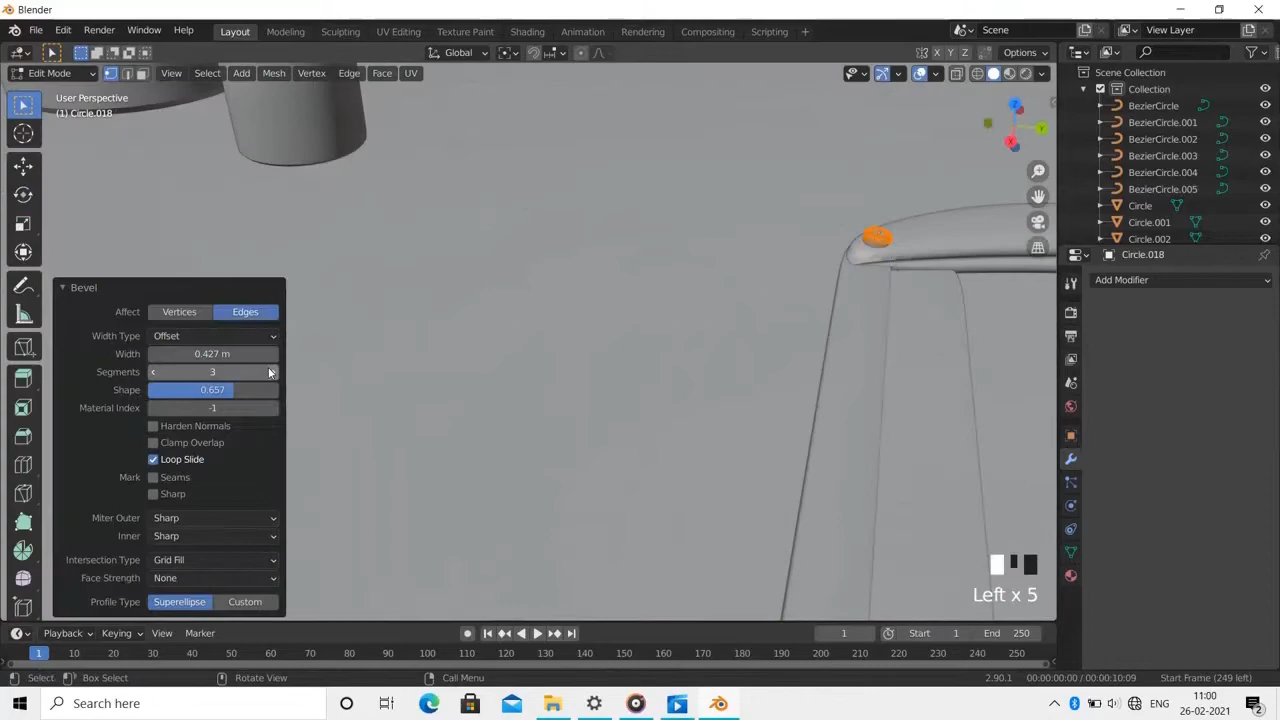 Blender
File Edit Render Window Help Layout Modeling Sculpting UV Editing Texture Paint Shading Animation Rendering Compositing Scripting + Scene View Layer
Global X Y Z Options
Edit Mode View Select Add Mesh Vertex Edge Face UV
User Perspective
(1) Circle.018
Scene Collection
Collection
BezierCircle
BezierCircle.001
BezierCircle.002
BezierCircle.003
BezierCircle.004
BezierCircle.005
Circle
Circle.001
Circle.002
Circle.018
Add Modifier
Bevel
Affect Vertices Edges
Width Type Offset
Width 0.427 m
Segments 3
Shape 0.657
Material Index -1
Harden Normals
Clamp Overlap
Loop Slide
Mark Seams
Sharp
Miter Outer Sharp
Inner Sharp
Intersection Type Grid Fill
Face Strength None
Profile Type Superellipse Custom
Left x 5
Playback Keying View Marker 1 Start 1 End 250
1 10 20 30 40 50 60 70 80 90 100 110 120 130 140 150 160 170 180 190 200 210 220 230 240 250
Select Box Select Rotate View Call Menu 2.90.1 00:00:00:00 / 00:00:10:09 Start Frame (249 left)
Search here ENG 11:00
26-02-2021 2